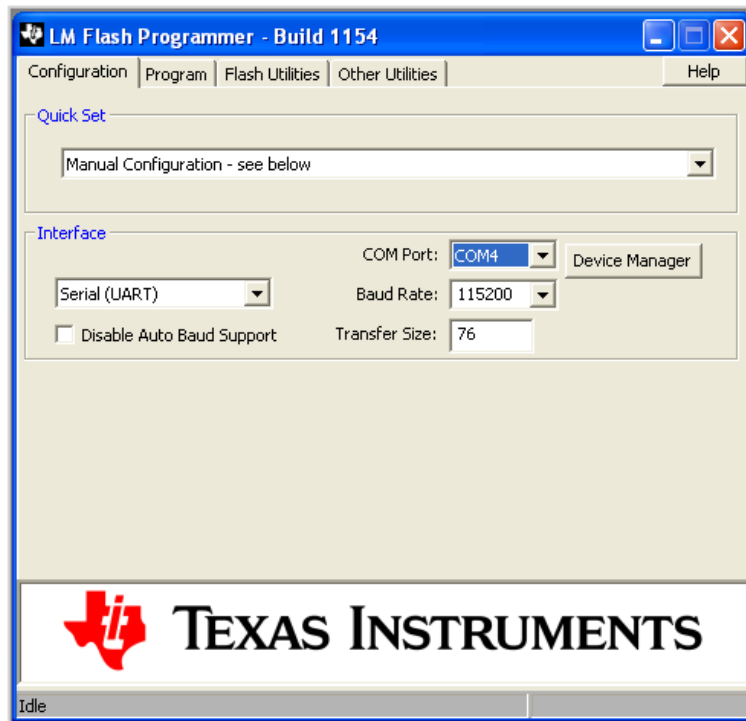 LM Flash Programmer - Build 1154
Configuration Program Flash Utilities Other Utilities Help
Quick Set
Manual Configuration - see below
Interface
COM Port: COM4 Device Manager
Serial (UART) Baud Rate: 115200
Disable Auto Baud Support Transfer Size: 76
TEXAS INSTRUMENTS
Idle